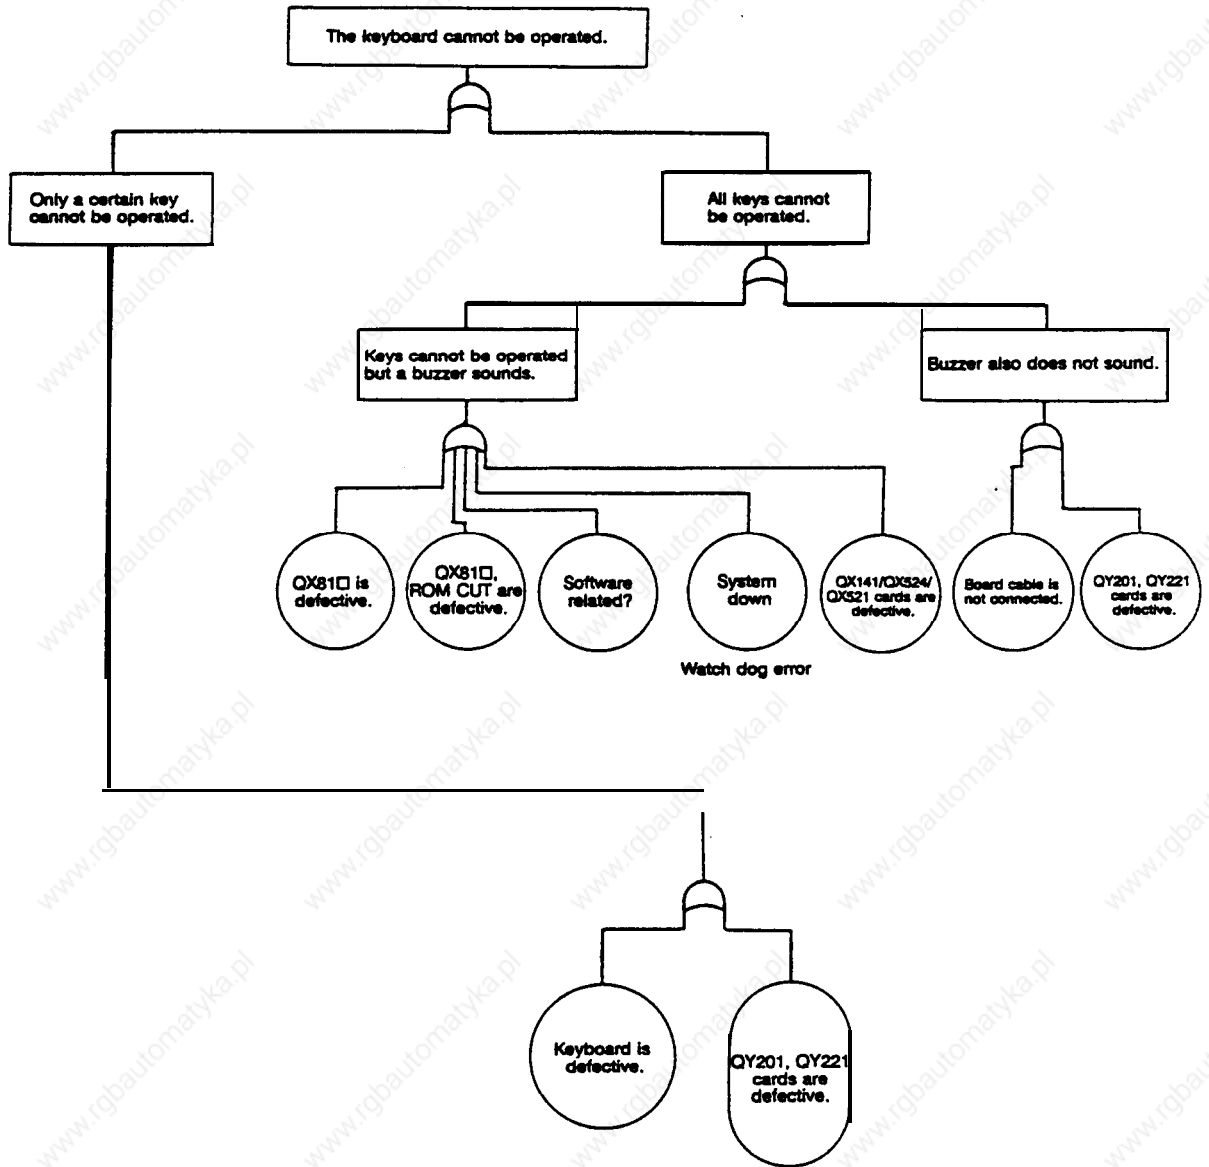 The keyboard cannot be operated.
Only a certain key
cannot be operated.
All keys cannot
be operated.
Keys cannot be operated
but a buzzer sounds.
Buzzer also does not sound.
QX81□ is
defective.
QX81□,
ROM CUT are
defective.
Software
related?
System
down
QX141/QX524/
QX521 cards are
defective.
Board cable is
not connected.
QY201, QY221
cards are
defective.
Watch dog error
Keyboard is
defective.
QY201, QY221
cards are
defective.
www.rgbautomatyka.pl